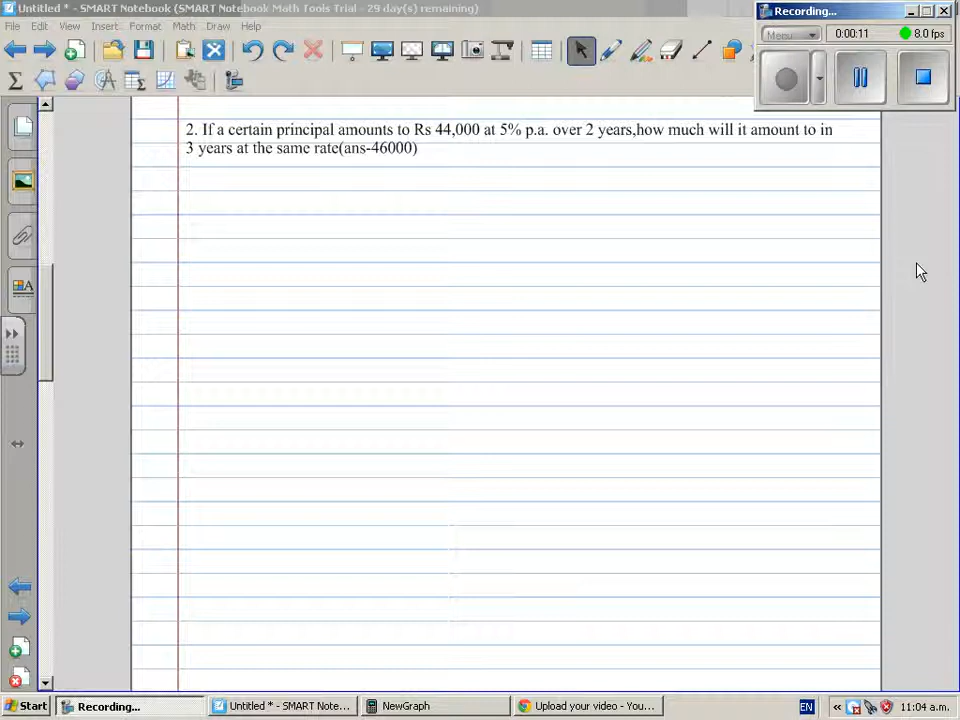 Untitled * - SMART Notebook (SMART Notebook Math Tools Trial - 29 day(s) remaining)
Recording...
File Edit View Insert Format Math Draw Help
Menu
0:00:11
8.0 fps
2. If a certain principal amounts to Rs 44,000 at 5% p.a. over 2 years,how much will it amount to in
3 years at the same rate(ans-46000)
Start
Recording...
Untitled * - SMART Note...
NewGraph
Upload your video - You...
EN
11:04 a.m.